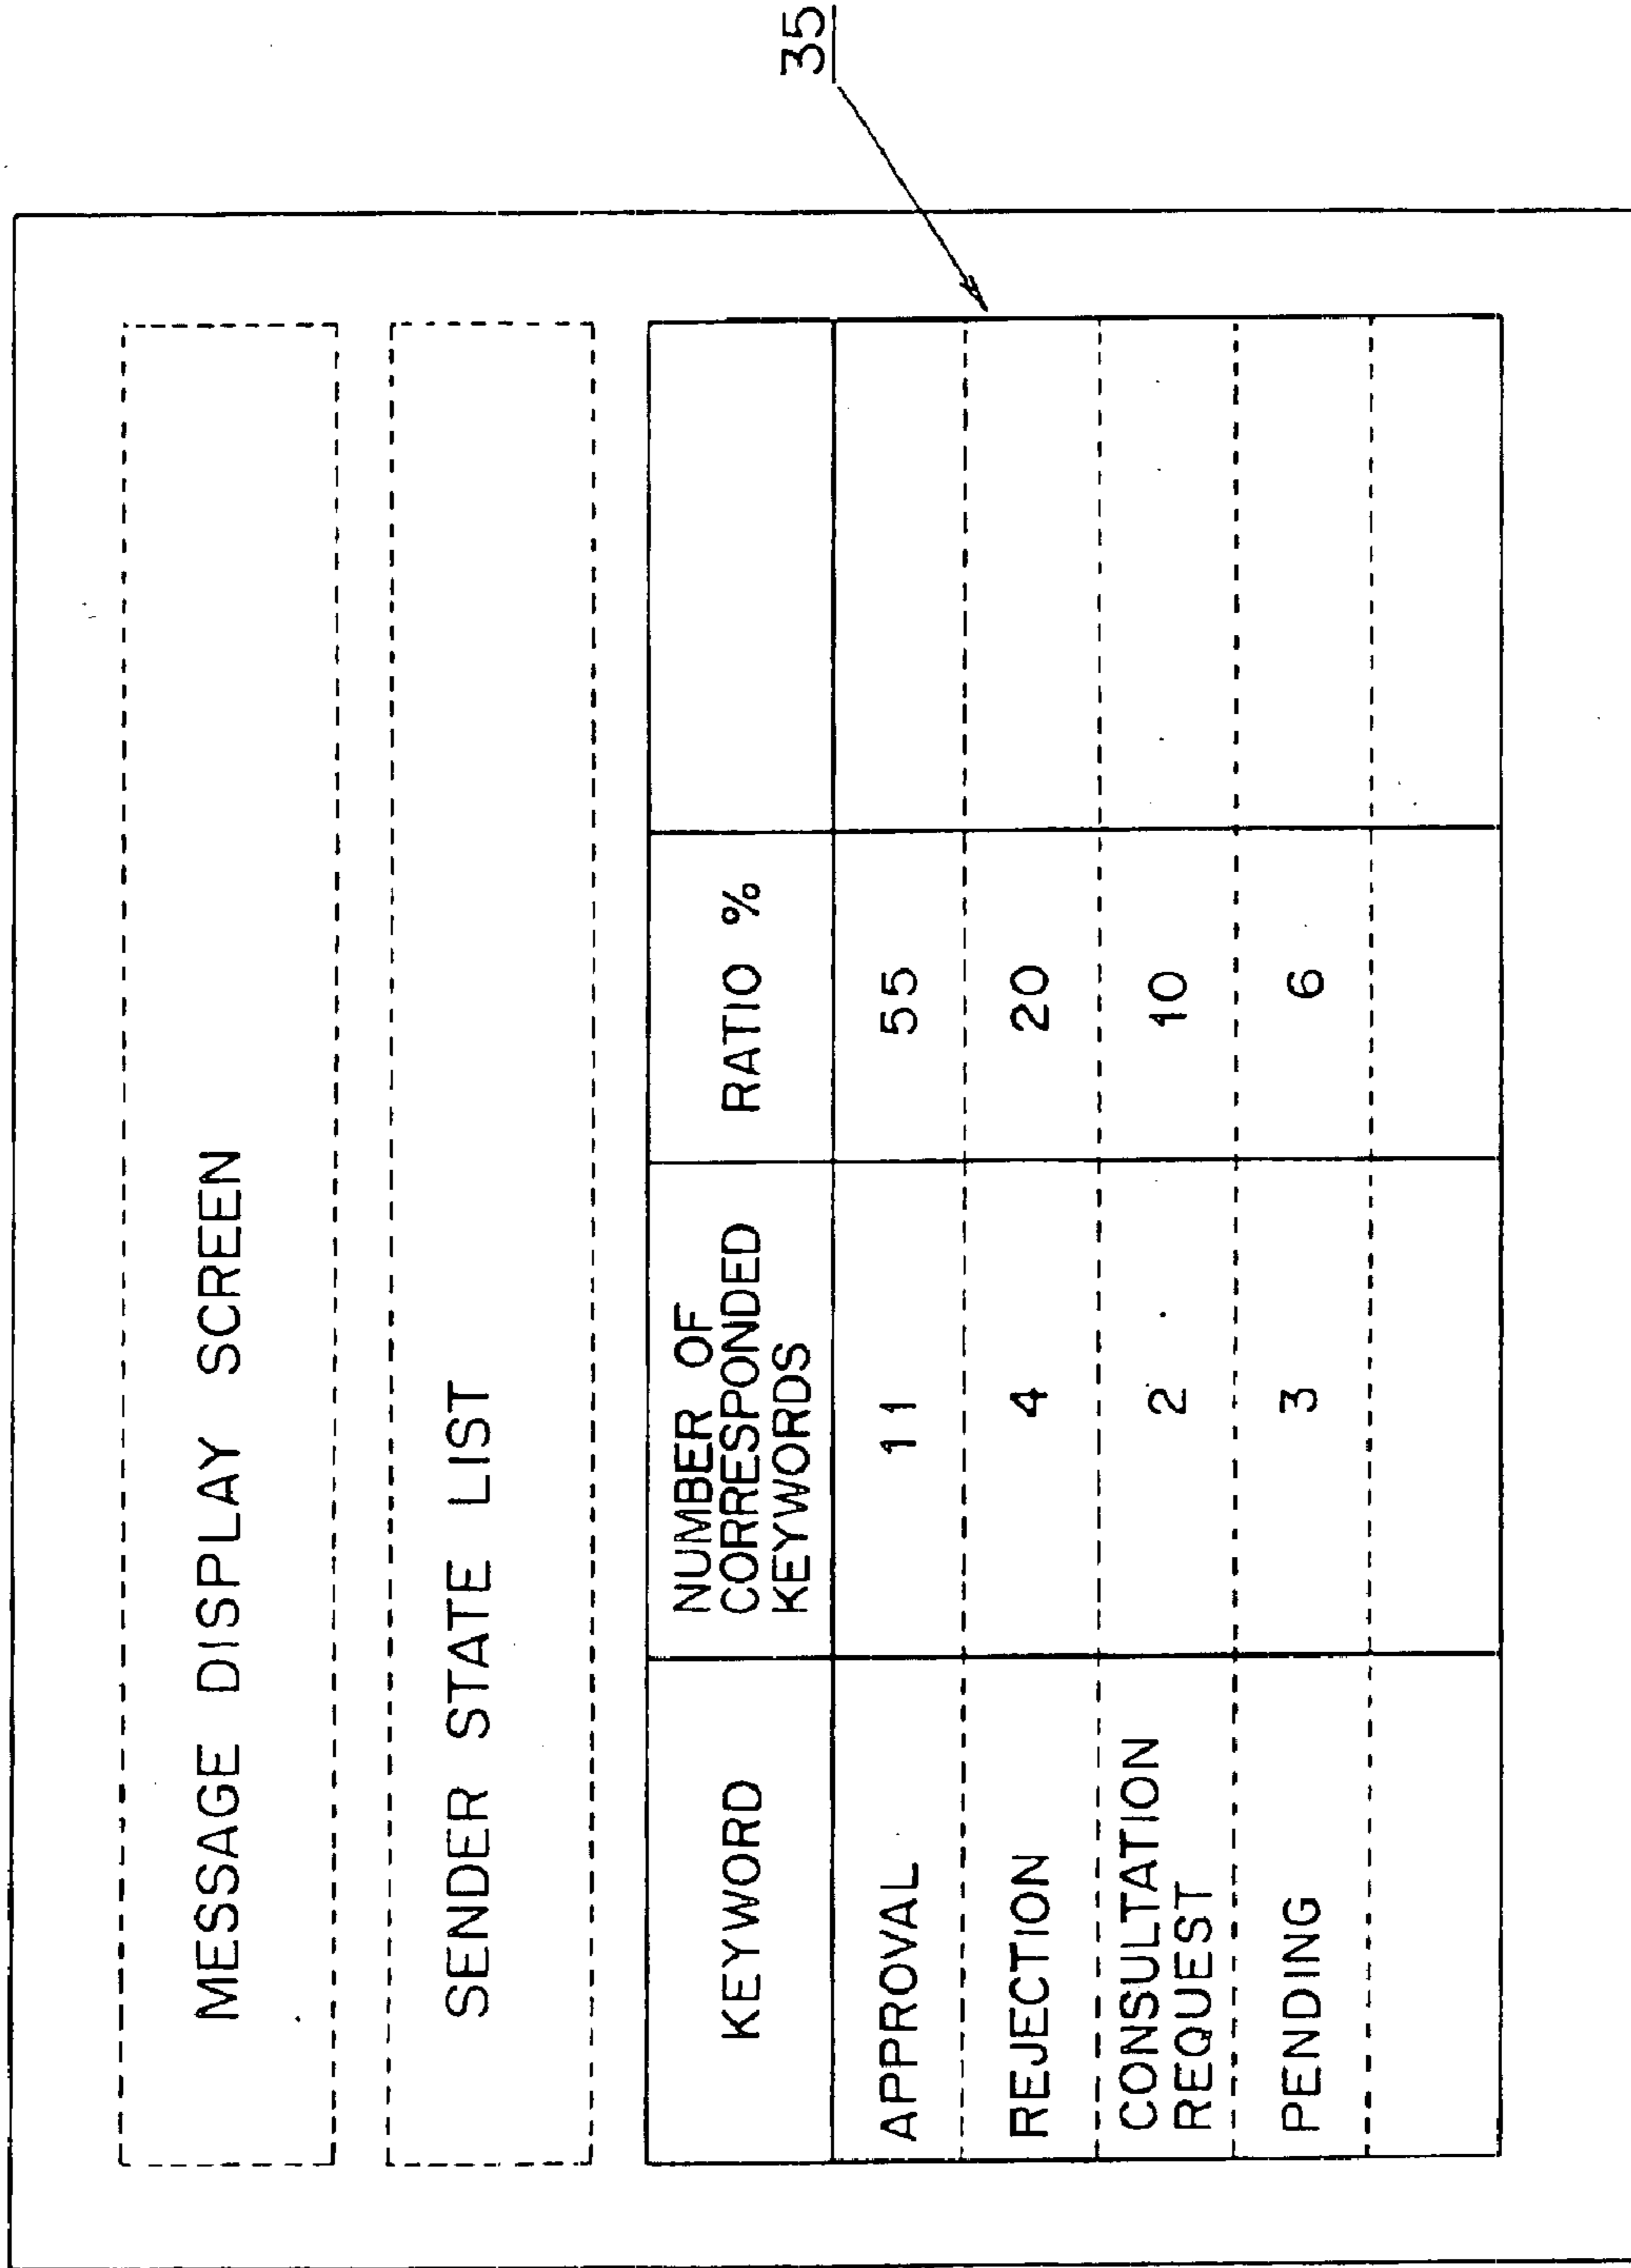 35
MESSAGE DISPLAY SCREEN
SENDER STATE LIST
KEYWORD
NUMBER OF
CORRESPONDED
KEYWORDS
RATIO %
APPROVAL 11 55
REJECTION 4 20
CONSULTATION
REQUEST 2 10
PENDING 3 6